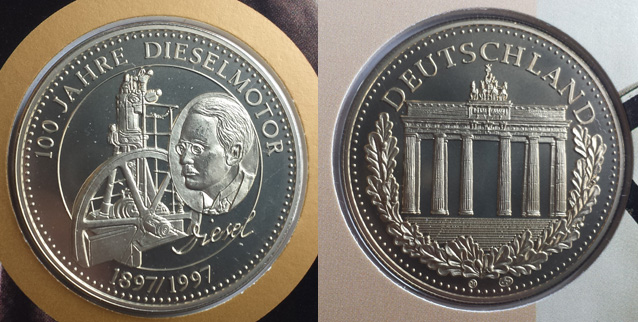 100 JAHRE DIESELMOTOR
Diesel
1897/1997
DEUTSCHLAND